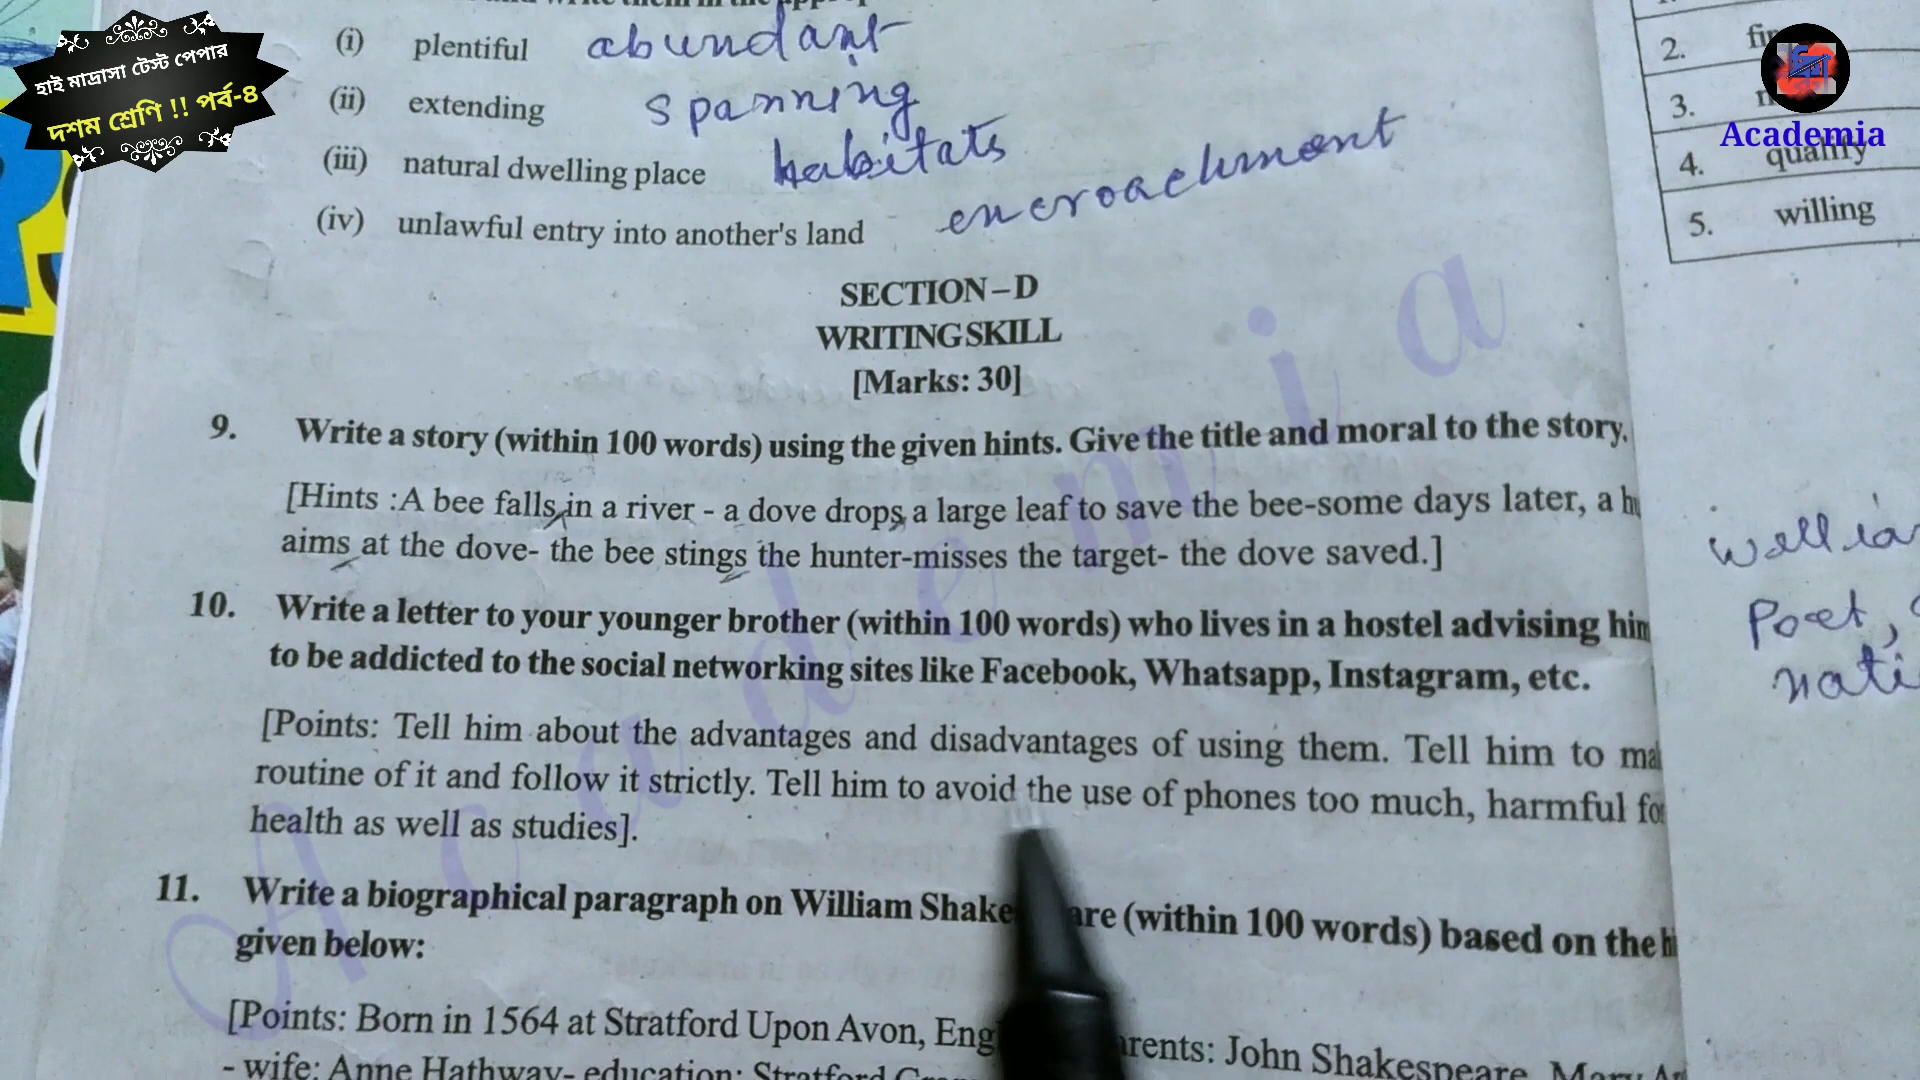 হাই মাদ্রাসা টেস্ট পেপার
দশম শ্রেণি !! পর্ব-৪
Academia
(i) plentiful abundant
(ii) extending spanning
(iii) natural dwelling place habitats
(iv) unlawful entry into another's land encroachment
SECTION–D
WRITING SKILL
[Marks: 30]
9. Write a story (within 100 words) using the given hints. Give the title and moral to the story.
[Hints :A bee falls in a river - a dove drops a large leaf to save the bee-some days later, a
aims at the dove- the bee stings the hunter-misses the target- the dove saved.]
10. Write a letter to your younger brother (within 100 words) who lives in a hostel advising
to be addicted to the social networking sites like Facebook, Whatsapp, Instagram, etc.
[Points: Tell him about the advantages and disadvantages of using them. Tell him to
routine of it and follow it strictly. Tell him to avoid the use of phones too much, harmful
health as well as studies].
11. Write a biographical paragraph on William (within 100 words) based on the
given below:
[Points: Born in 1564 at Stratford Upon Avon, John Shakespeare, Mary
- wife: Anne Hathway- education: Stratford
2.
3.
4. qualify
5. willing
Poet,
Academia